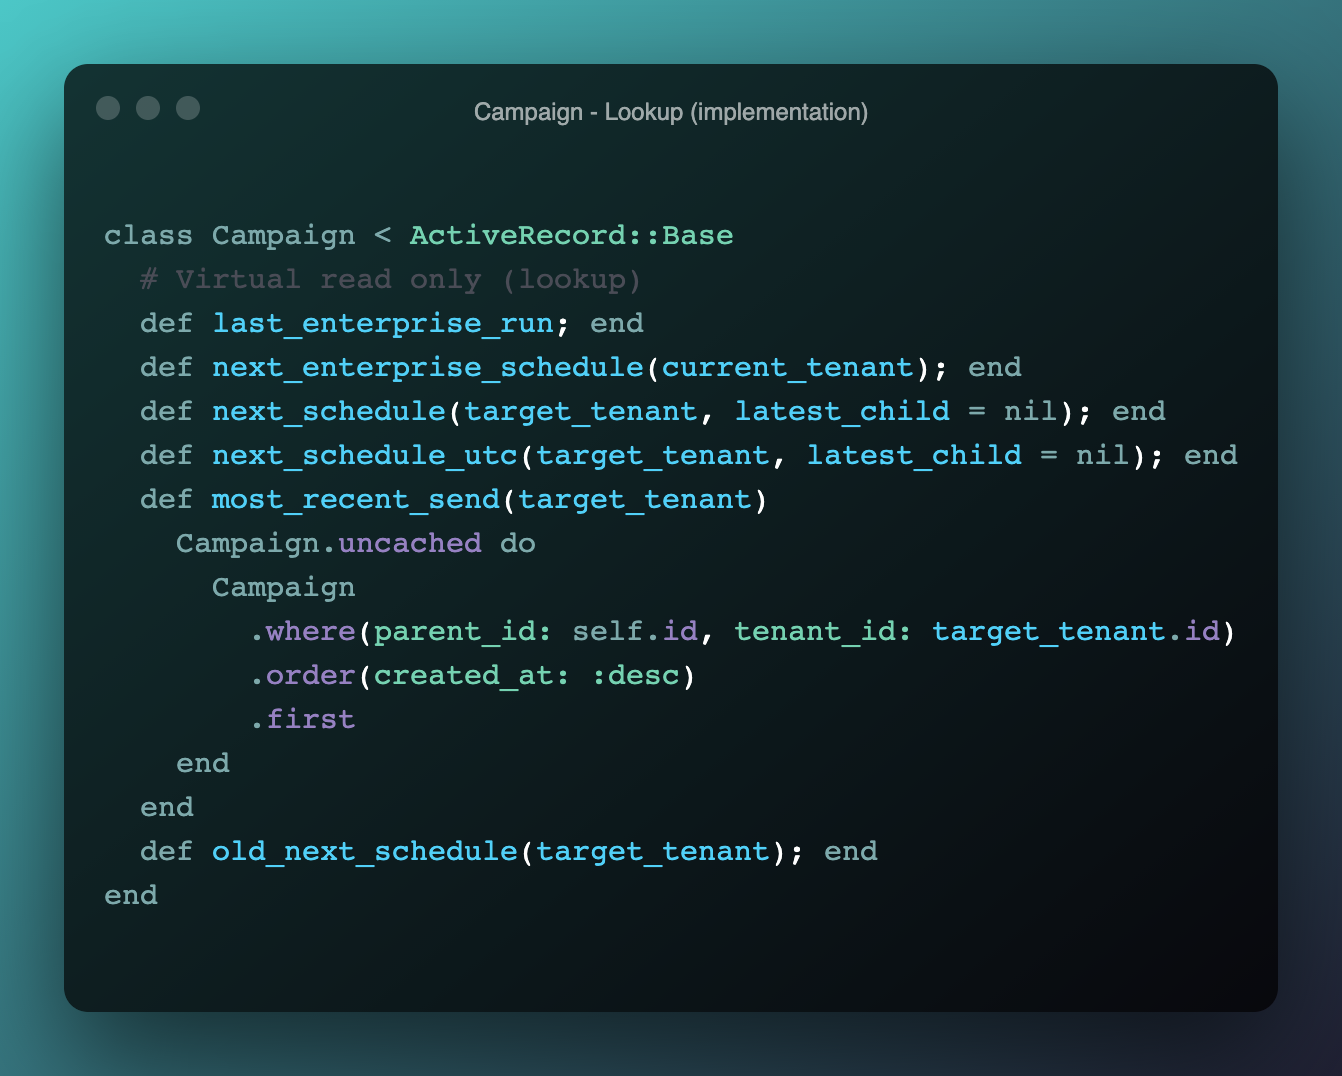 Campaign - Lookup (implementation)
class Campaign < ActiveRecord::Base
  # Virtual read only (lookup)
  def last_enterprise_run; end
  def next_enterprise_schedule(current_tenant); end
  def next_schedule(target_tenant, latest_child = nil); end
  def next_schedule_utc(target_tenant, latest_child = nil); end
  def most_recent_send(target_tenant)
    Campaign.uncached do
      Campaign
        .where(parent_id: self.id, tenant_id: target_tenant.id)
        .order(created_at: :desc)
        .first
    end
  end
  def old_next_schedule(target_tenant); end
end